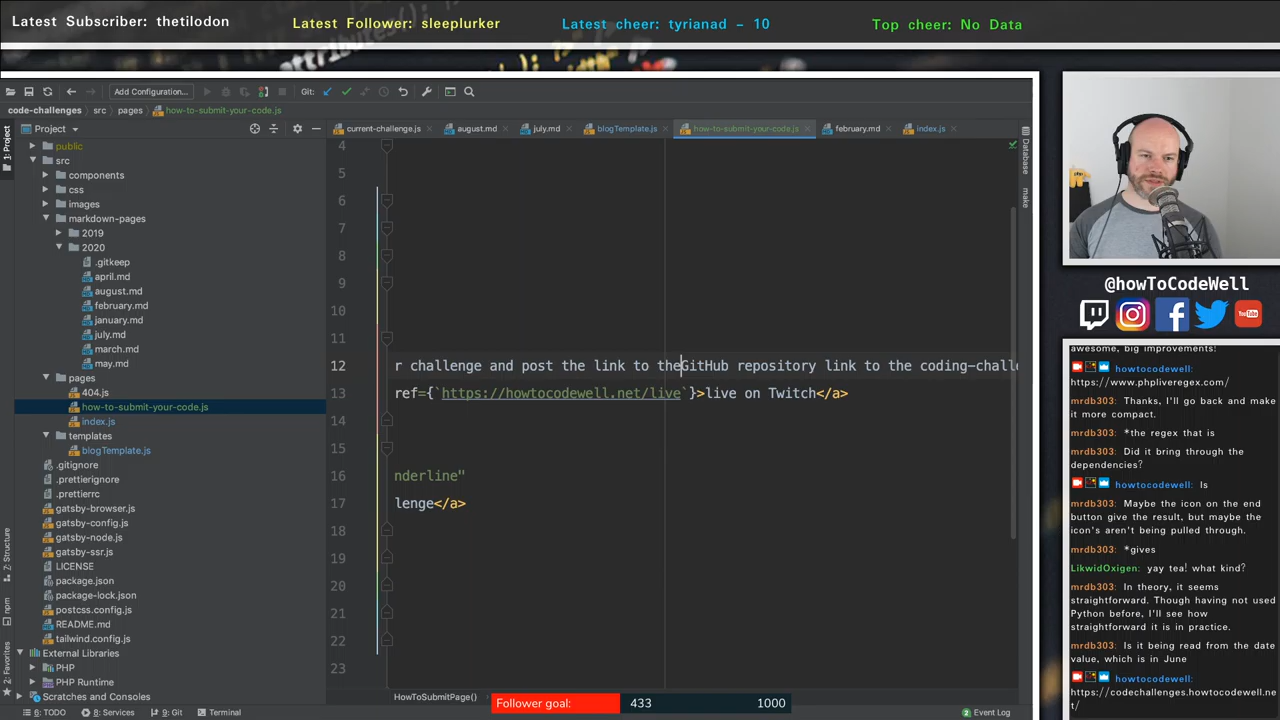 Latest Subscriber: thetilodon
Latest Follower: sleeplurker
Latest cheer: tyrianad - 10
Top cheer: No Data
Add Configuration...
Git:
code-challenges
src
pages
how-to-submit-your-code.js
Project
current-challenge.js
august.md
july.md
blogTemplate.js
how-to-submit-your-code.js
february.md
index.js
1: Project
7: Structure
npm
2: Favorites
Database
make
public
src
components
css
images
markdown-pages
2019
2020
.gitkeep
april.md
august.md
february.md
january.md
july.md
march.md
may.md
pages
404.js
how-to-submit-your-code.js
index.js
templates
blogTemplate.js
.gitignore
.prettierignore
.prettierrc
gatsby-browser.js
gatsby-config.js
gatsby-node.js
gatsby-ssr.js
LICENSE
package.json
package-lock.json
postcss.config.js
README.md
tailwind.config.js
External Libraries
PHP
PHP Runtime
Scratches and Consoles
4
5
6
7
8
9
10
11
12 r challenge and post the link to theGitHub repository link to the coding-challe
13 ref={`https://howtocodewell.net/live`}>live on Twitch</a>
14
15
16 nderline"
17 lenge</a>
18
19
20
21
22
23
HowToSubmitPage()
6: TODO
8: Services
9: Git
Terminal
Event Log
Follower goal:
433
1000
@howToCodeWell
You Tube
awesome, big improvements!
howtocodewell:
https://www.phpliveregex.com/
mrdb303: Thanks, I'll go back and make
it more compact.
mrdb303: *the regex that is
mrdb303: Did it bring through the
dependencies?
howtocodewell: Is
mrdb303: Maybe the icon on the end
button give the result, but maybe the
icon's aren't being pulled through.
mrdb303: *gives
LikwidOxigen: yay tea! what kind?
mrdb303: In theory, it seems
straightforward. Though having not used
Python before, I'll see how
straightforward it is in practice.
mrdb303: Is it being read from the date
value, which is in June
howtocodewell:
https://codechallenges.howtocodewell.ne
t/